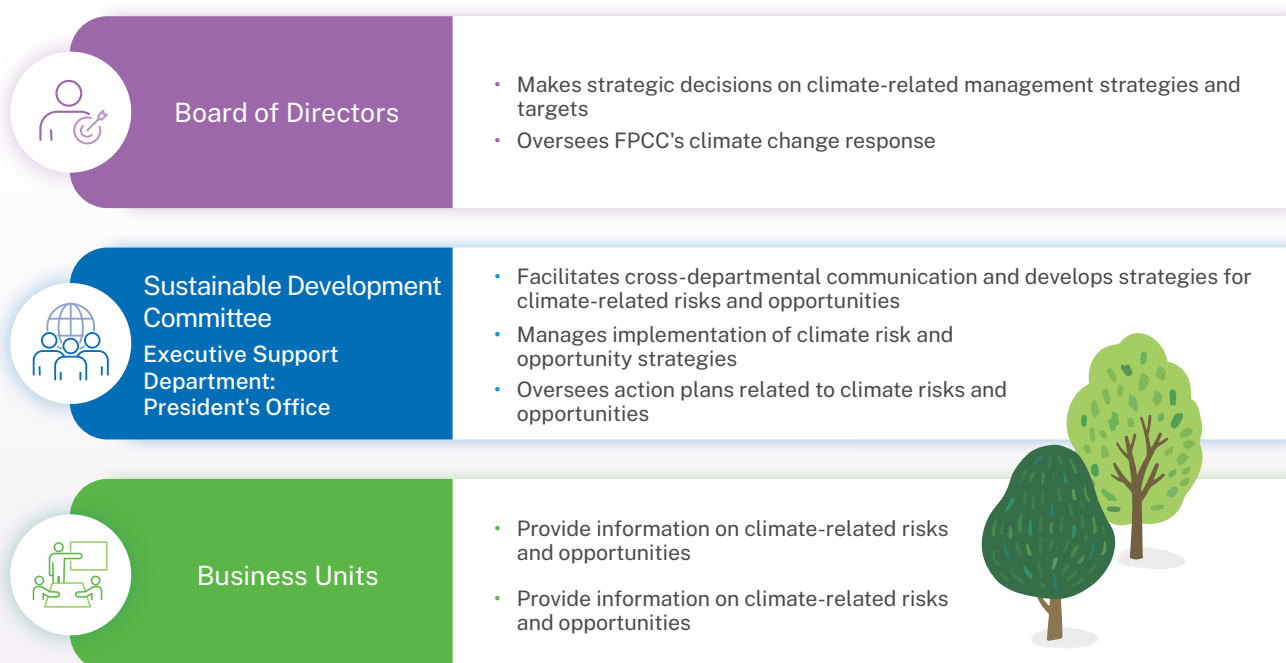 Board of Directors
• Makes strategic decisions on climate-related management strategies and
targets
• Oversees FPCC's climate change response
Sustainable Development
Committee
Executive Support
Department:
President's Office
• Facilitates cross-departmental communication and develops strategies for
climate-related risks and opportunities
• Manages implementation of climate risk and
opportunity strategies
• Oversees action plans related to climate risks and
opportunities
Business Units
• Provide information on climate-related risks
and opportunities
• Provide information on climate-related risks
and opportunities